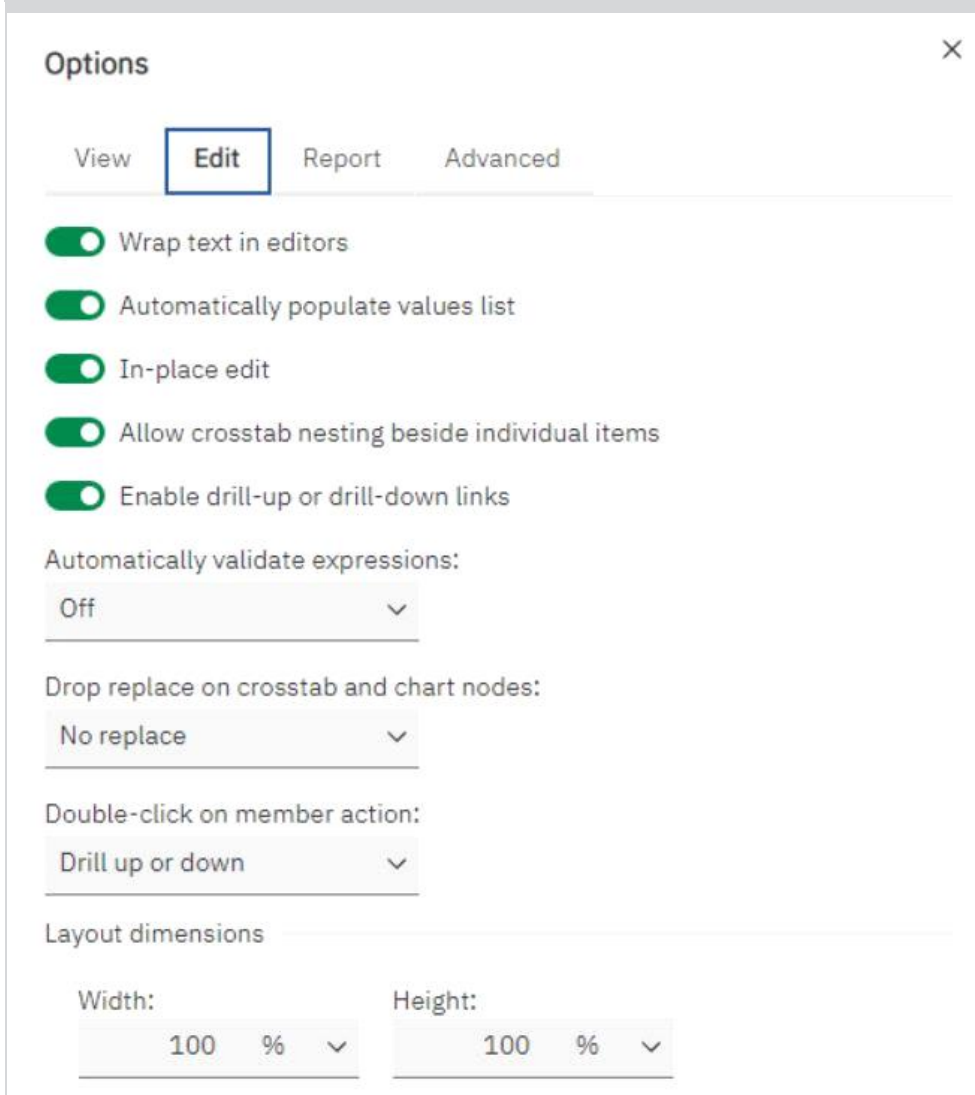 Options
View Edit Report Advanced
Wrap text in editors
Automatically populate values list
In-place edit
Allow crosstab nesting beside individual items
Enable drill-up or drill-down links
Automatically validate expressions:
Off
Drop replace on crosstab and chart nodes:
No replace
Double-click on member action:
Drill up or down
Layout dimensions
Width: Height:
100 % 100 %